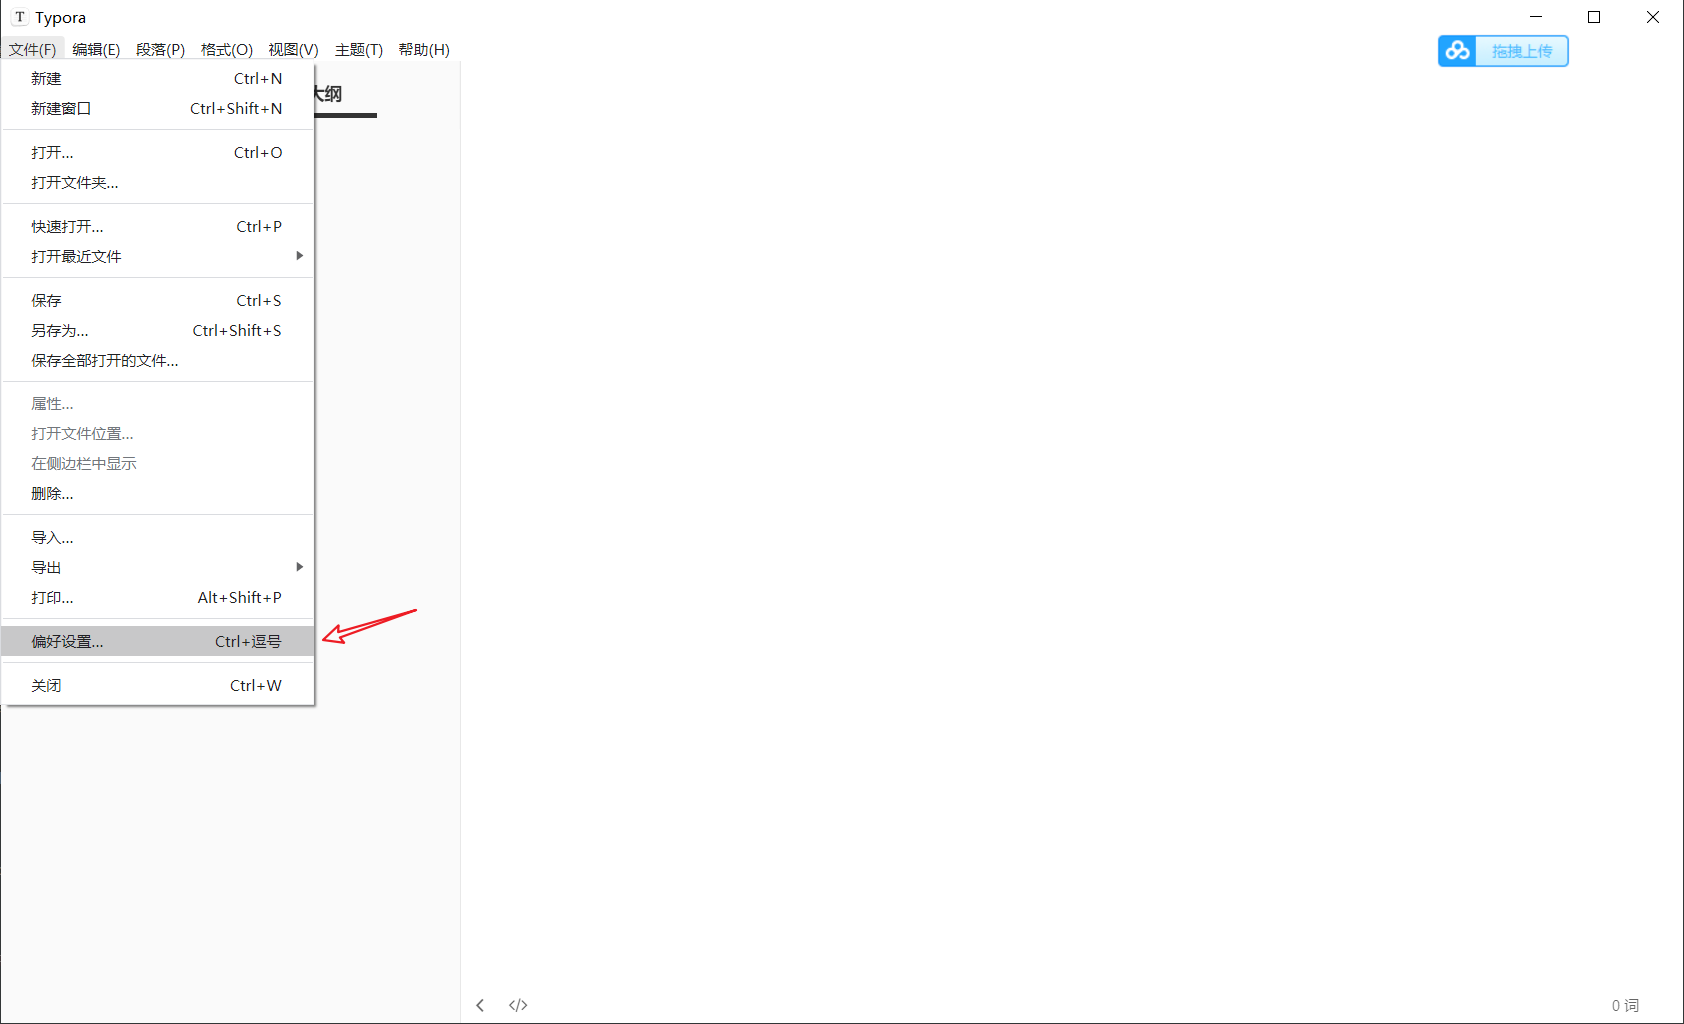 T Typora
文件(F) 编辑(E) 段落(P) 格式(O) 视图(V) 主题(T) 帮助(H)
拖拽上传
新建 Ctrl+N
大纲
新建窗口 Ctrl+Shift+N
打开... Ctrl+O
打开文件夹...
快速打开... Ctrl+P
打开最近文件
保存 Ctrl+S
另存为... Ctrl+Shift+S
保存全部打开的文件...
属性...
打开文件位置...
在侧边栏中显示
删除...
导入...
导出
打印... Alt+Shift+P
偏好设置... Ctrl+逗号
关闭 Ctrl+W
</> 0 词